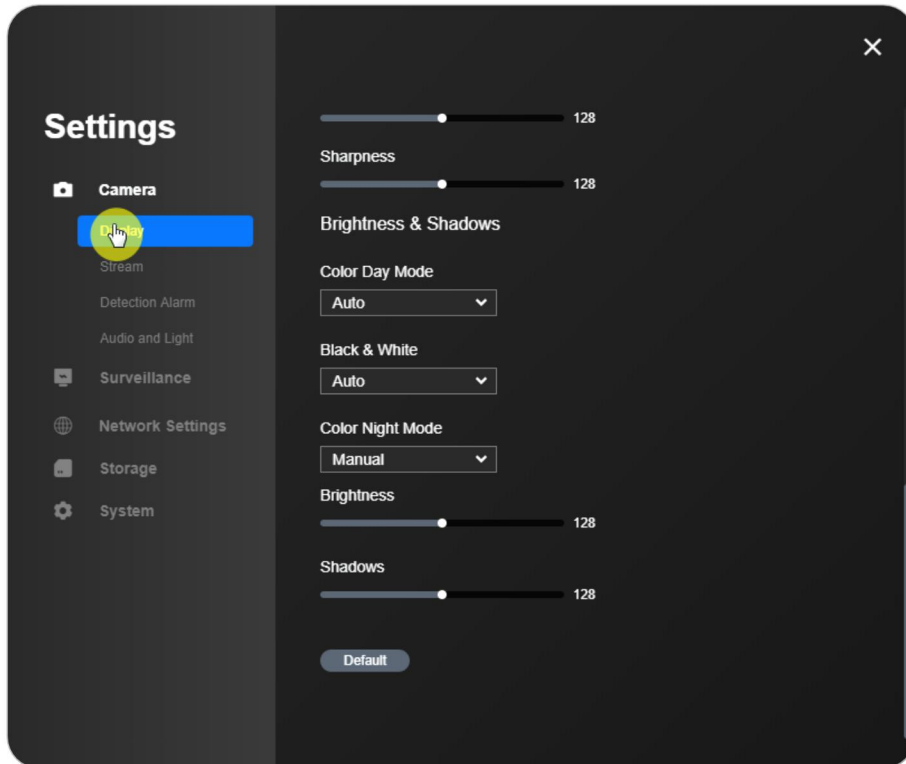 Settings
Camera
Display
Stream
Detection Alarm
Audio and Light
Surveillance
Network Settings
Storage
System
128
Sharpness
128
Brightness & Shadows
Color Day Mode
Auto
Black & White
Auto
Color Night Mode
Manual
Brightness
128
Shadows
128
Default